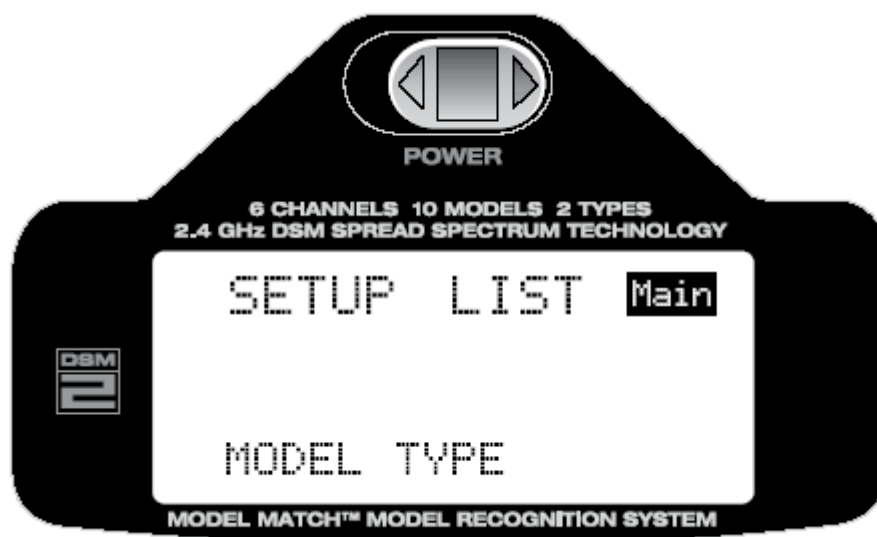 POWER
6 CHANNELS 10 MODELS 2 TYPES
2.4 GHz DSM SPREAD SPECTRUM TECHNOLOGY
SETUP LIST Main
DSM
2
MODEL TYPE
MODEL MATCH™ MODEL RECOGNITION SYSTEM